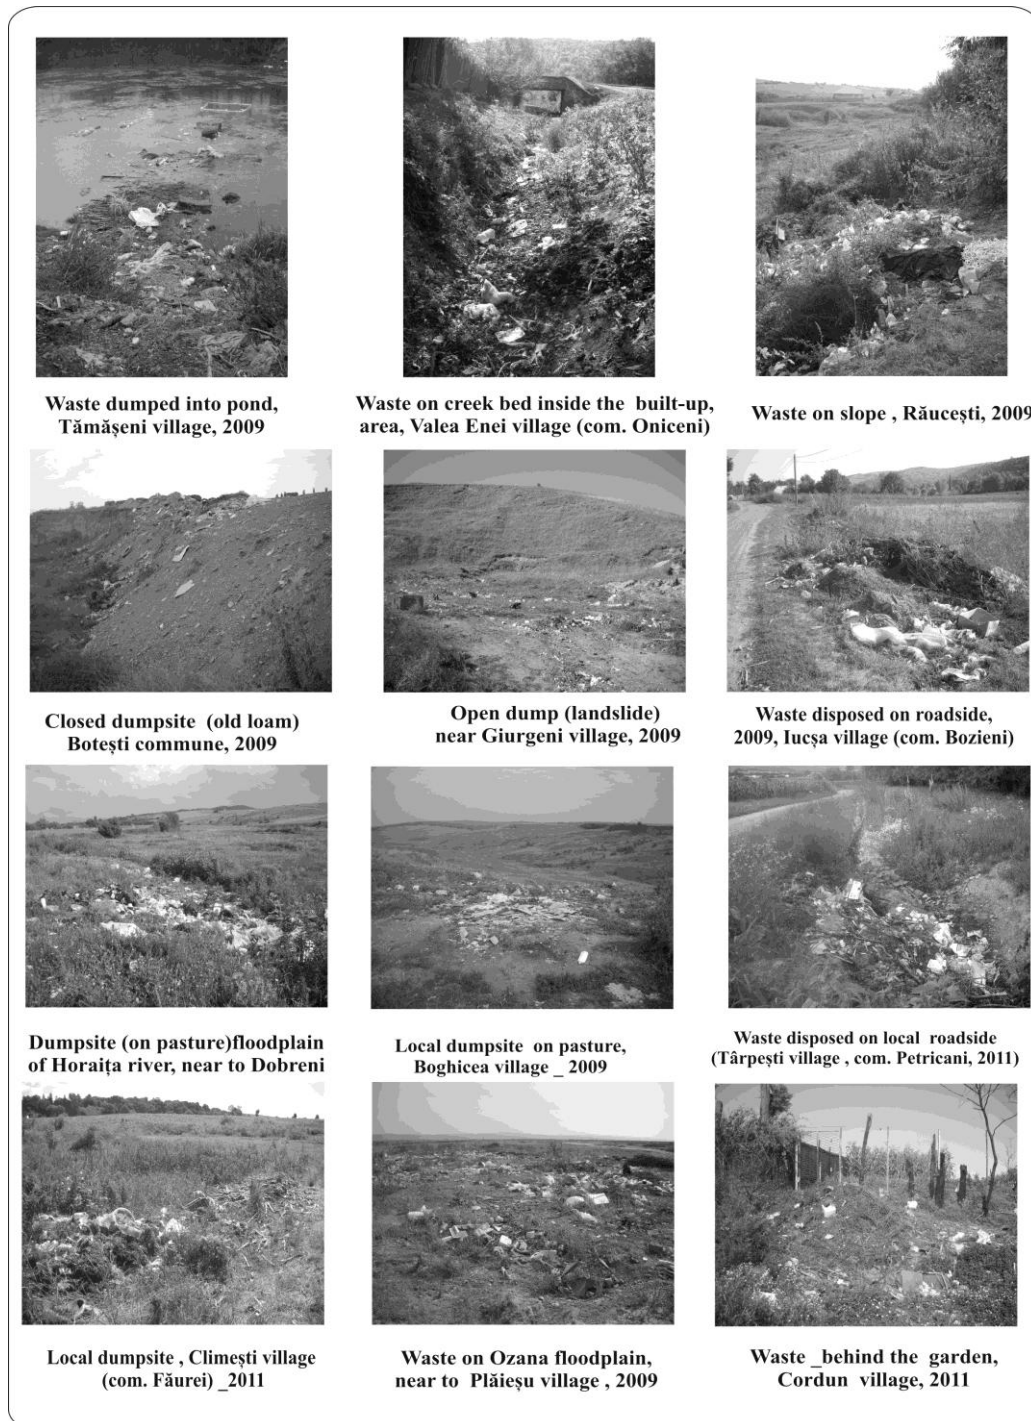 Waste dumped into pond,
Tămășeni village, 2009
Waste on creek bed inside the built-up,
area, Valea Enei village (com. Oniceni)
Waste on slope , Răucești, 2009
Closed dumpsite (old loam)
Botești commune, 2009
Open dump (landslide)
near Giurgeni village, 2009
Waste disposed on roadside,
2009, Iucșa village (com. Bozieni)
Dumpsite (on pasture)floodplain
of Horaița river, near to Dobreni
Local dumpsite on pasture,
Boghicea village _ 2009
Waste disposed on local roadside
(Târpești village , com. Petricani, 2011)
Local dumpsite , Climești village
(com. Făurei) _2011
Waste on Ozana floodplain,
near to Plăieșu village , 2009
Waste _behind the garden,
Cordun village, 2011